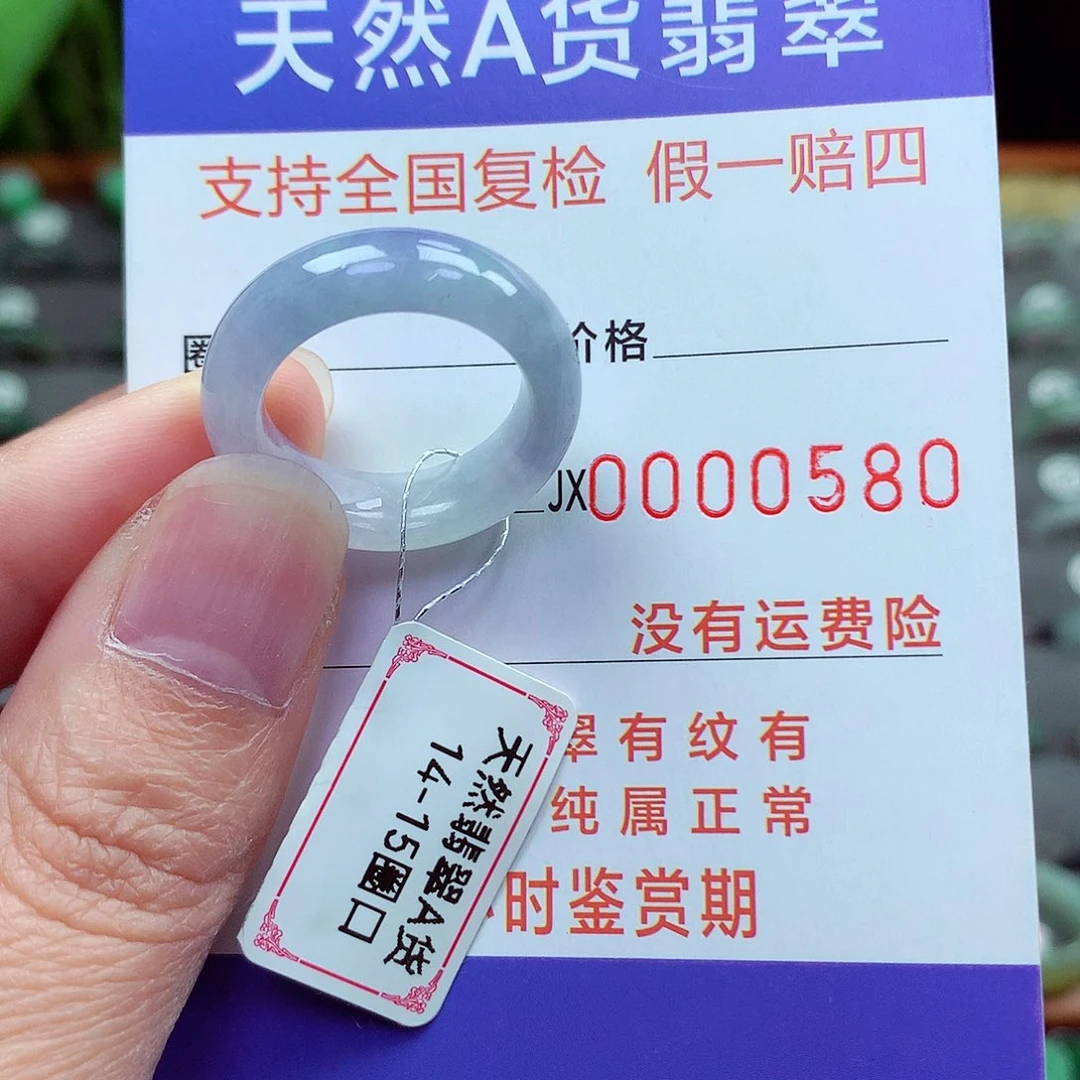 天然A货翡翠
支持全国复检 假一赔四
圈
价格
JX0000580
没有运费险
翠有纹有
纯属正常
时鉴赏期
天然翡翠A货
14-15圈口